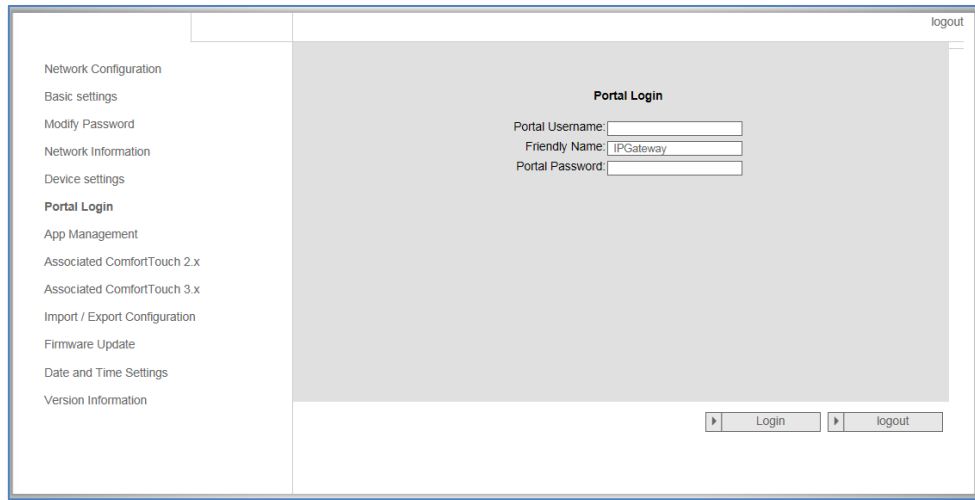 logout
Network Configuration
Basic settings
Modify Password
Network Information
Device settings
Portal Login
App Management
Associated ComfortTouch 2.x
Associated ComfortTouch 3.x
Import / Export Configuration
Firmware Update
Date and Time Settings
Version Information
Portal Login
Portal Username:
Friendly Name: IPGateway
Portal Password:
Login logout